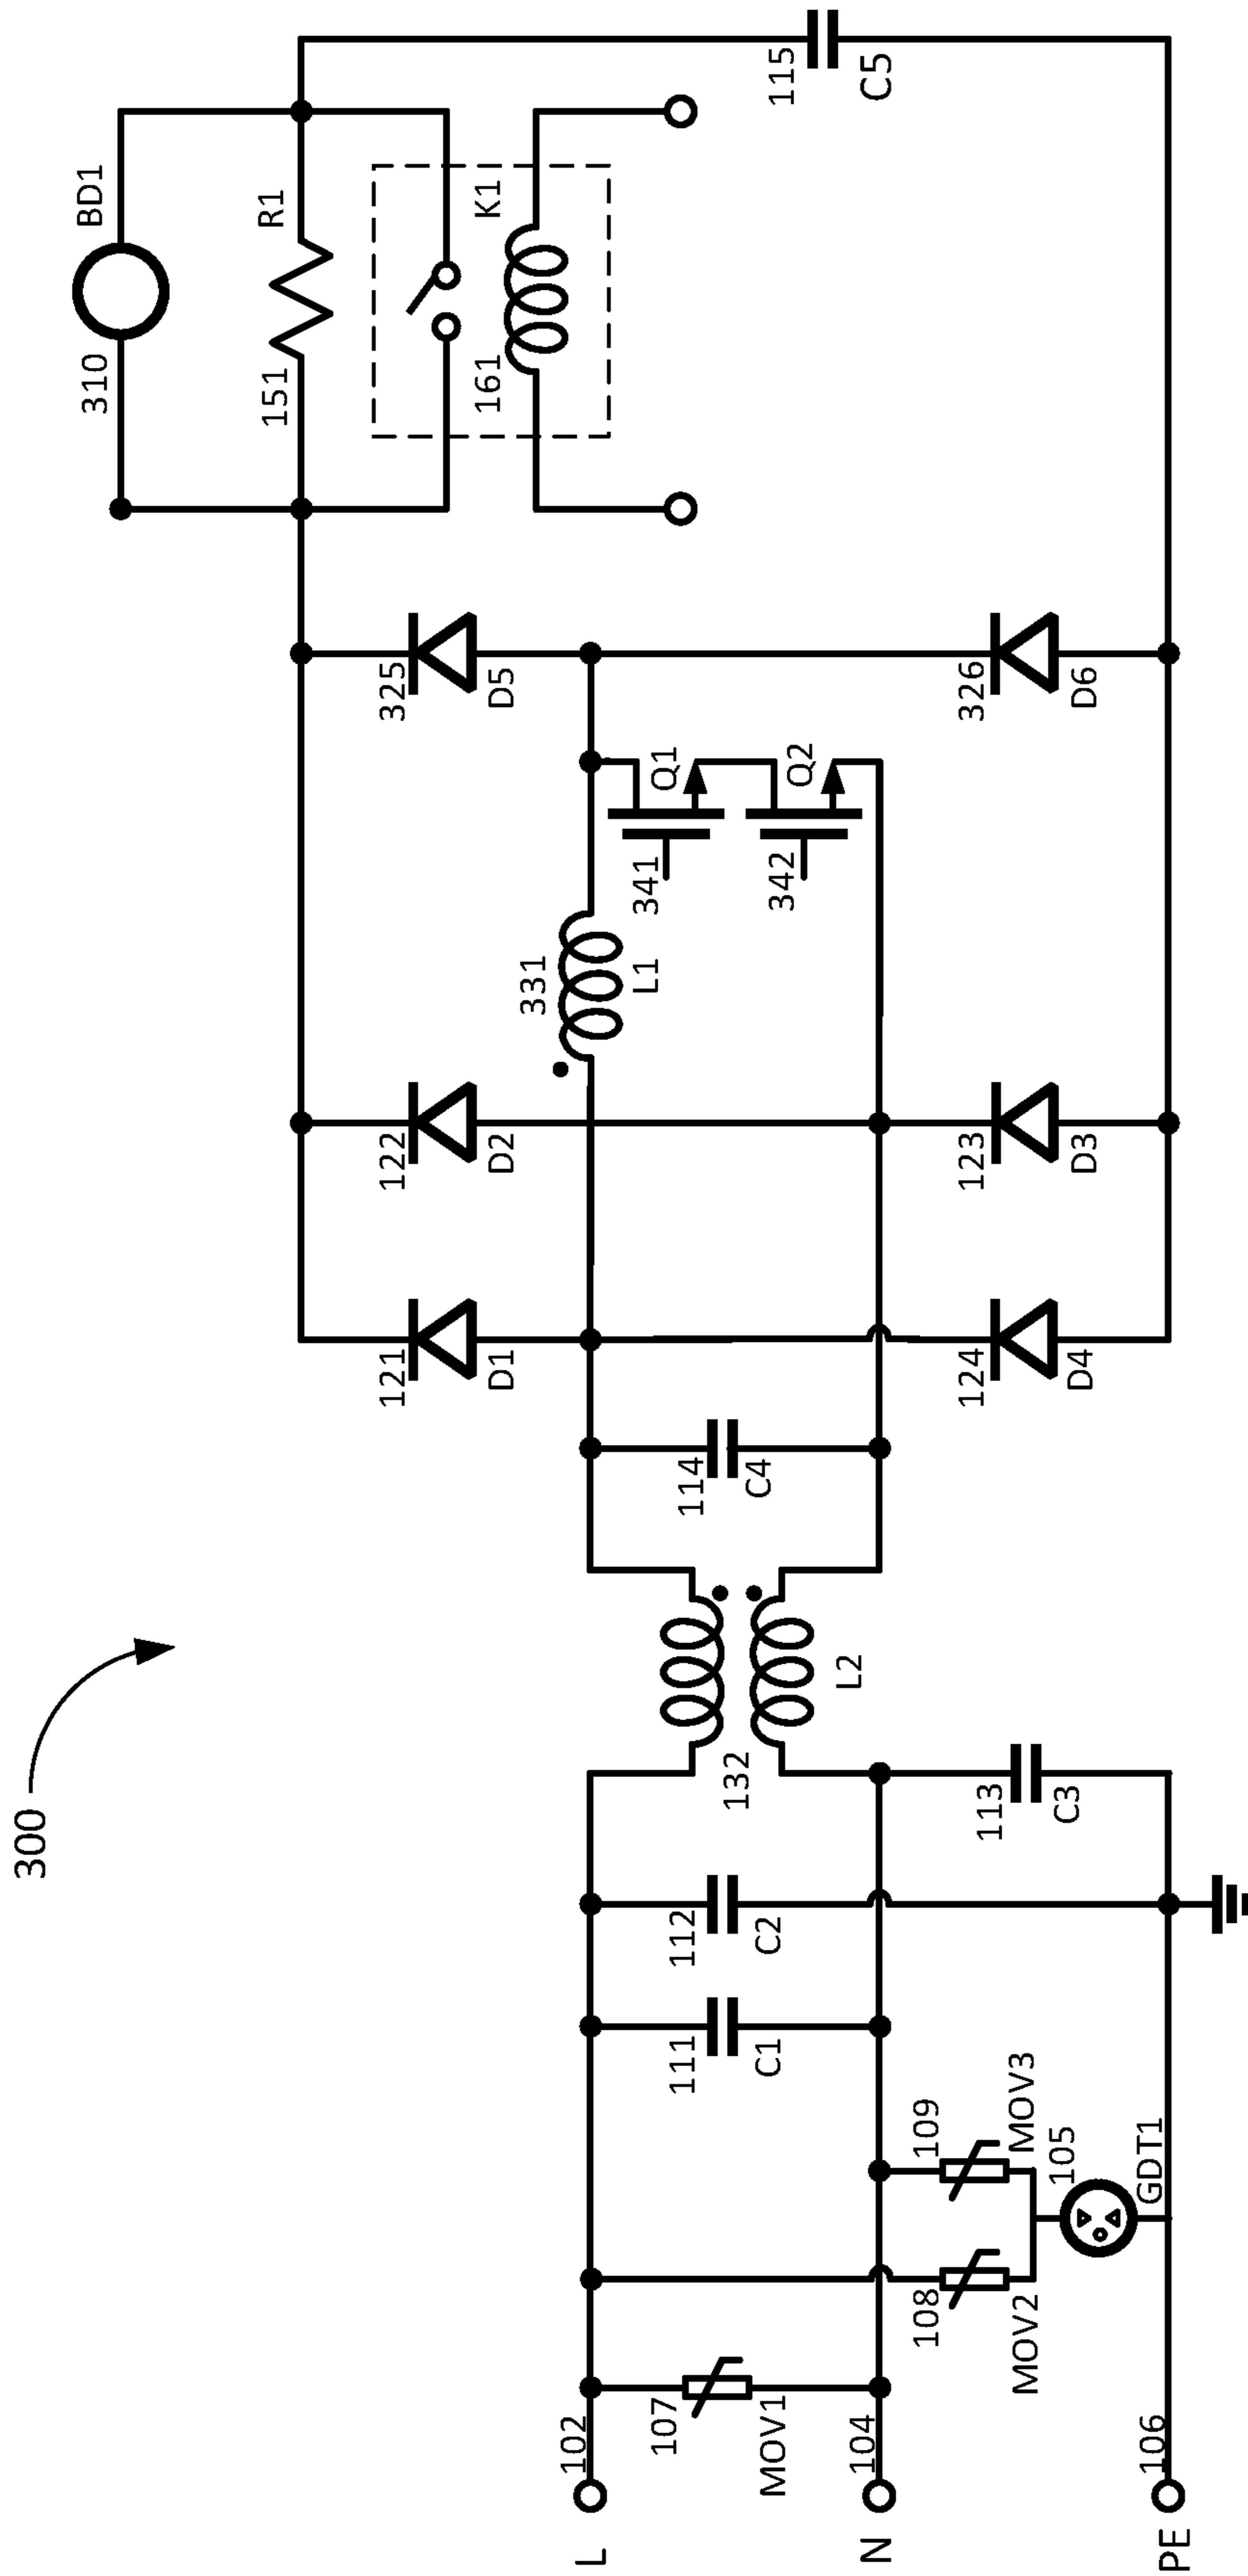 300
L
102
N
104
PE
106
107
MOV1
108
MOV2
109
MOV3
105
GDT1
111
C1
112
C2
113
C3
132
L2
114
C4
121
D1
124
D4
122
D2
123
D3
331
L1
341
Q1
342
Q2
325
D5
326
D6
310
BD1
151
R1
161
K1
115
C5